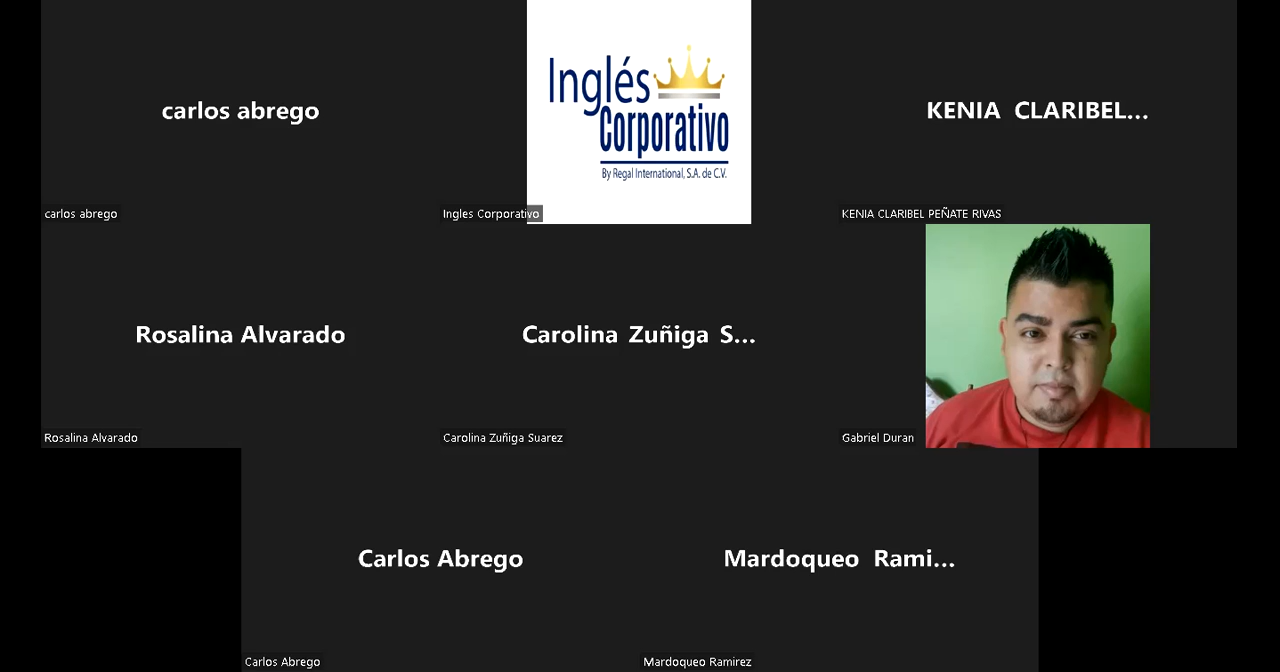 carlos abrego
carlos abrego
Inglés
Corporativo
By Regal International, S.A. de C.V.
Ingles Corporativo
KENIA CLARIBEL...
KENIA CLARIBEL PEÑATE RIVAS
Rosalina Alvarado
Rosalina Alvarado
Carolina Zuñiga S...
Carolina Zuñiga Suarez
Gabriel Duran
Carlos Abrego
Carlos Abrego
Mardoqueo Rami...
Mardoqueo Ramirez